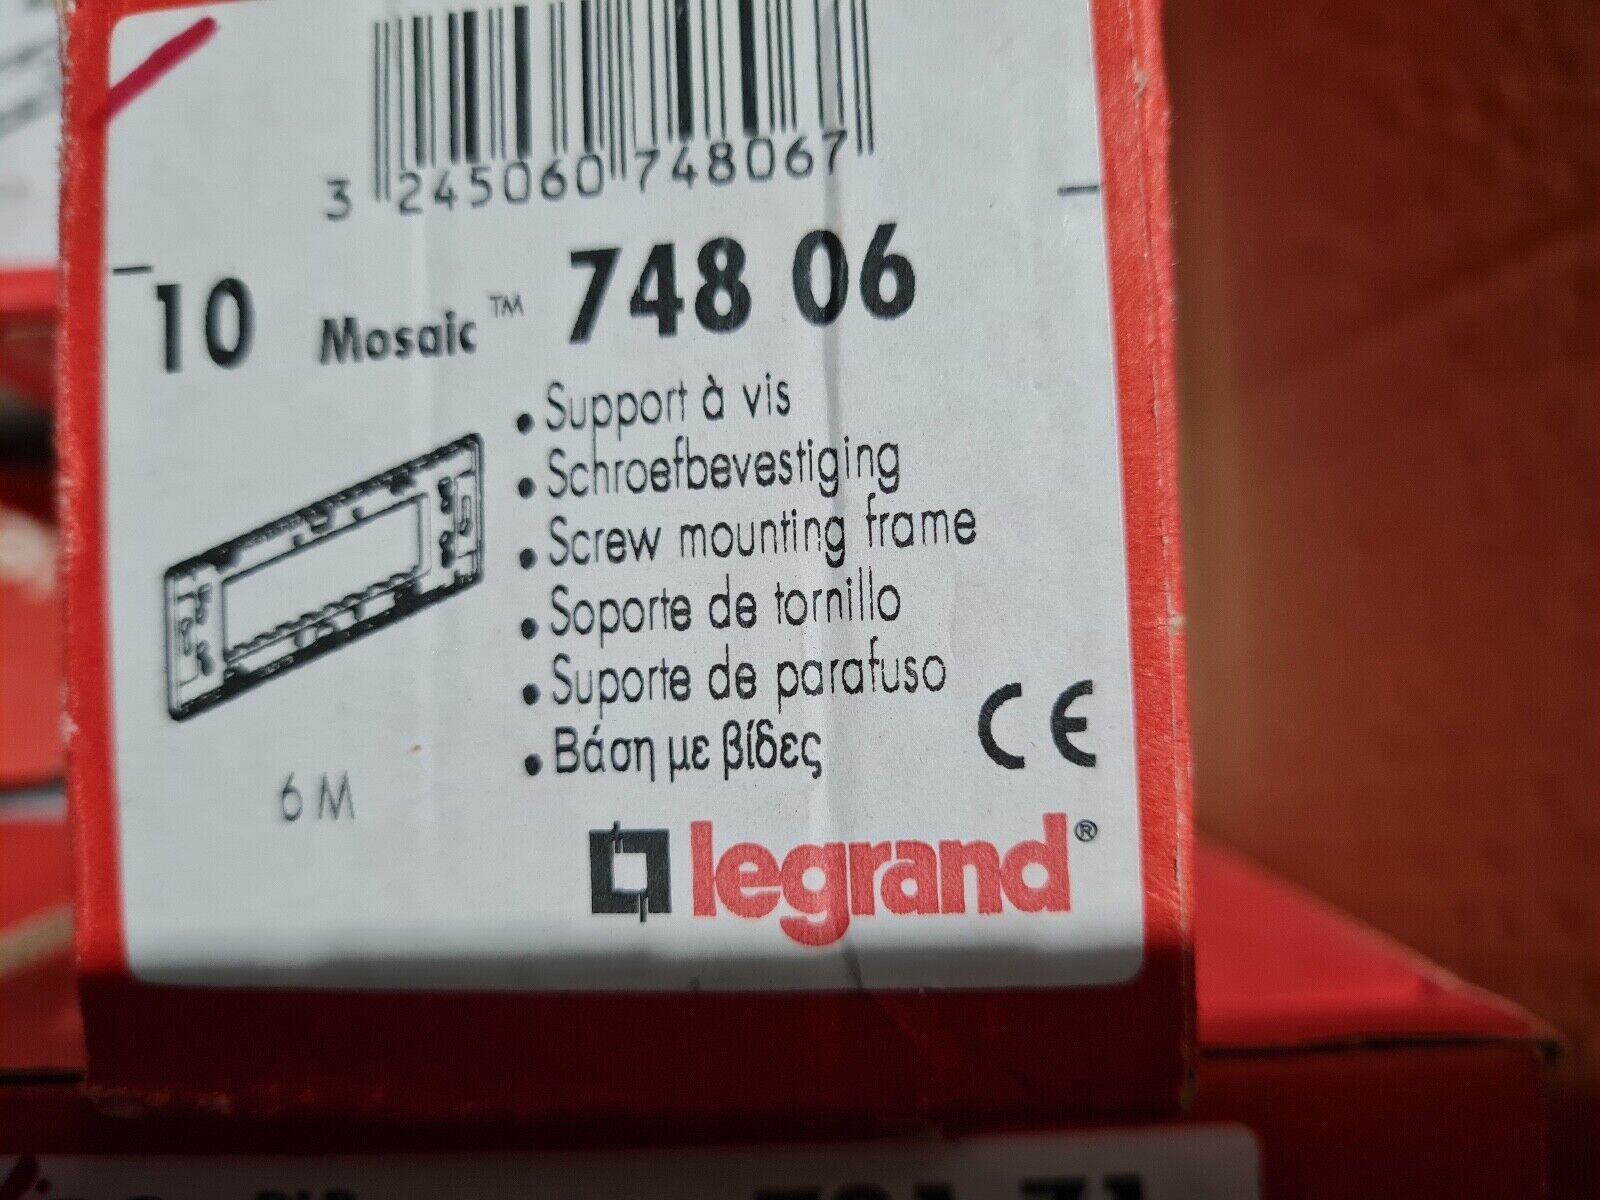 3 245060 748067
10 Mosaic™ 748 06
• Support à vis
• Schroefbevestiging
• Screw mounting frame
• Soporte de tornillo
• Suporte de parafuso
• Βάση με βίδες
CE
6 M
legrand®